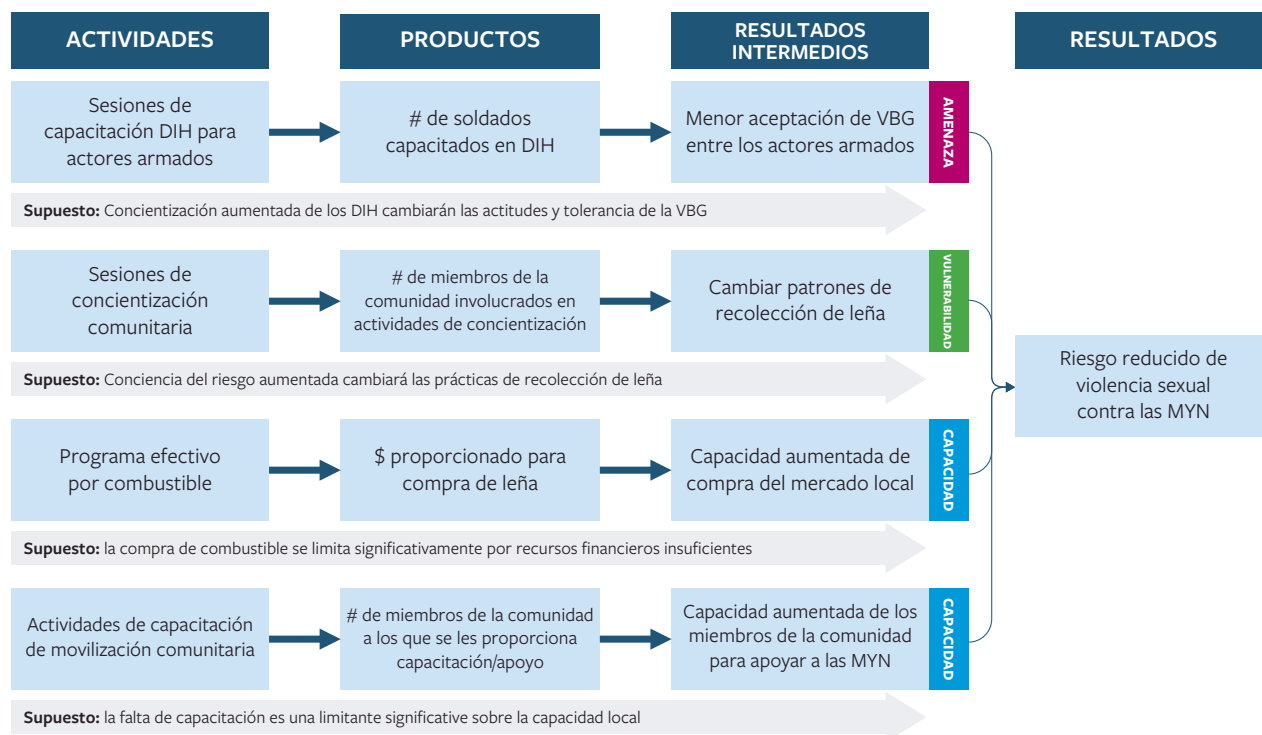 ACTIVIDADES
PRODUCTOS
RESULTADOS
INTERMEDIOS
RESULTADOS
Sesiones de
capacitación DIH para
actores armados
# de soldados
capacitados en DIH
Menor aceptación de VBG
entre los actores armados
AMENAZA
Supuesto: Concientización aumentada de los DIH cambiarán las actitudes y tolerancia de la VBG
Sesiones de
concientización
comunitaria
# de miembros de la
comunidad involucrados en
actividades de concientización
Cambiar patrones de
recolección de leña
VULNERABILIDAD
Supuesto: Conciencia del riesgo aumentada cambiará las prácticas de recolección de leña
Riesgo reducido de
violencia sexual
contra las MYN
Programa efectivo
por combustible
$ proporcionado para
compra de leña
Capacidad aumentada de
compra del mercado local
CAPACIDAD
Supuesto: la compra de combustible se limita significativamente por recursos financieros insuficientes
Actividades de capacitación
de movilización comunitaria
# de miembros de la comunidad
a los que se les proporciona
capacitación/apoyo
Capacidad aumentada de los
miembros de la comunidad
para apoyar a las MYN
CAPACIDAD
Supuesto: la falta de capacitación es una limitante significative sobre la capacidad local